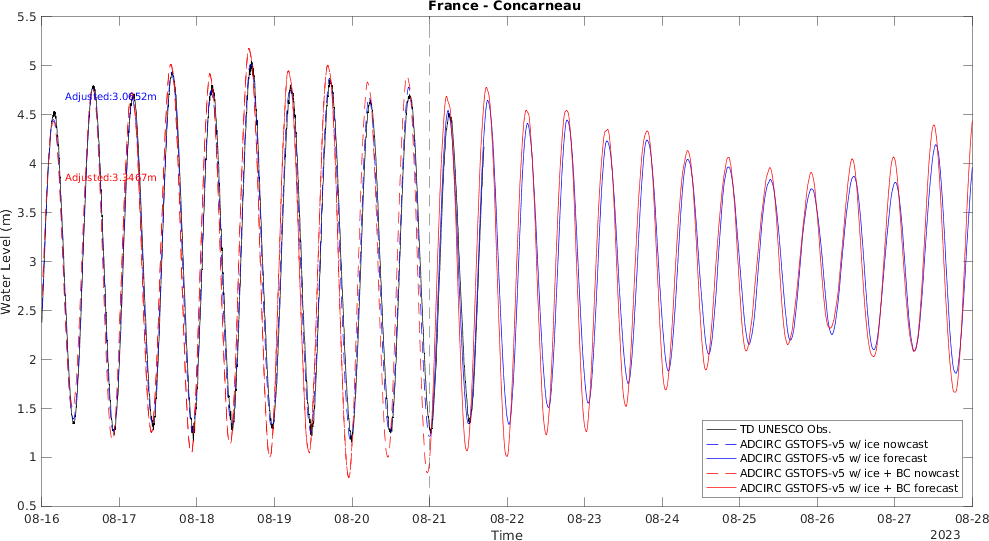 France - Concarneau
5.5
5
4.5
4
3.5
3
2.5
2
1.5
1
0.5
Water Level (m)
Adjusted:3.0652m
Adjusted:3.3467m
TD UNESCO Obs.
ADCIRC GSTOFS-v5 w/ ice nowcast
ADCIRC GSTOFS-v5 w/ ice forecast
ADCIRC GSTOFS-v5 w/ ice + BC nowcast
ADCIRC GSTOFS-v5 w/ ice + BC forecast
08-16 08-17 08-18 08-19 08-20 08-21 08-22 08-23 08-24 08-25 08-26 08-27 08-28
Time
2023